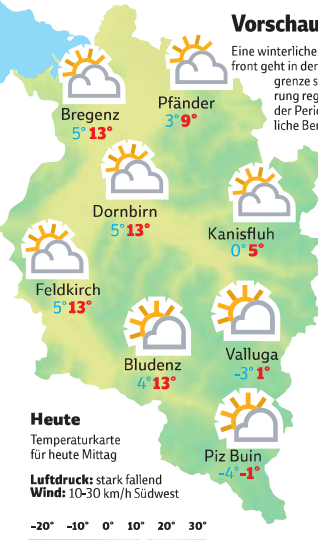 Vorschau
Eine winterliche
front geht in der
grenze s
rung reg
der Perio
liche Ber
Bregenz
5° 13°
Pfänder
3° 9°
Dornbirn
5° 13°
Kanisfluh
0° 5°
Feldkirch
5° 13°
Bludenz
4° 13°
Valluga
-3° 1°
Piz Buin
-4° -1°
Heute
Temperaturkarte
für heute Mittag
Luftdruck: stark fallend
Wind: 10-30 km/h Südwest
-20° -10° 0° 10° 20° 30°